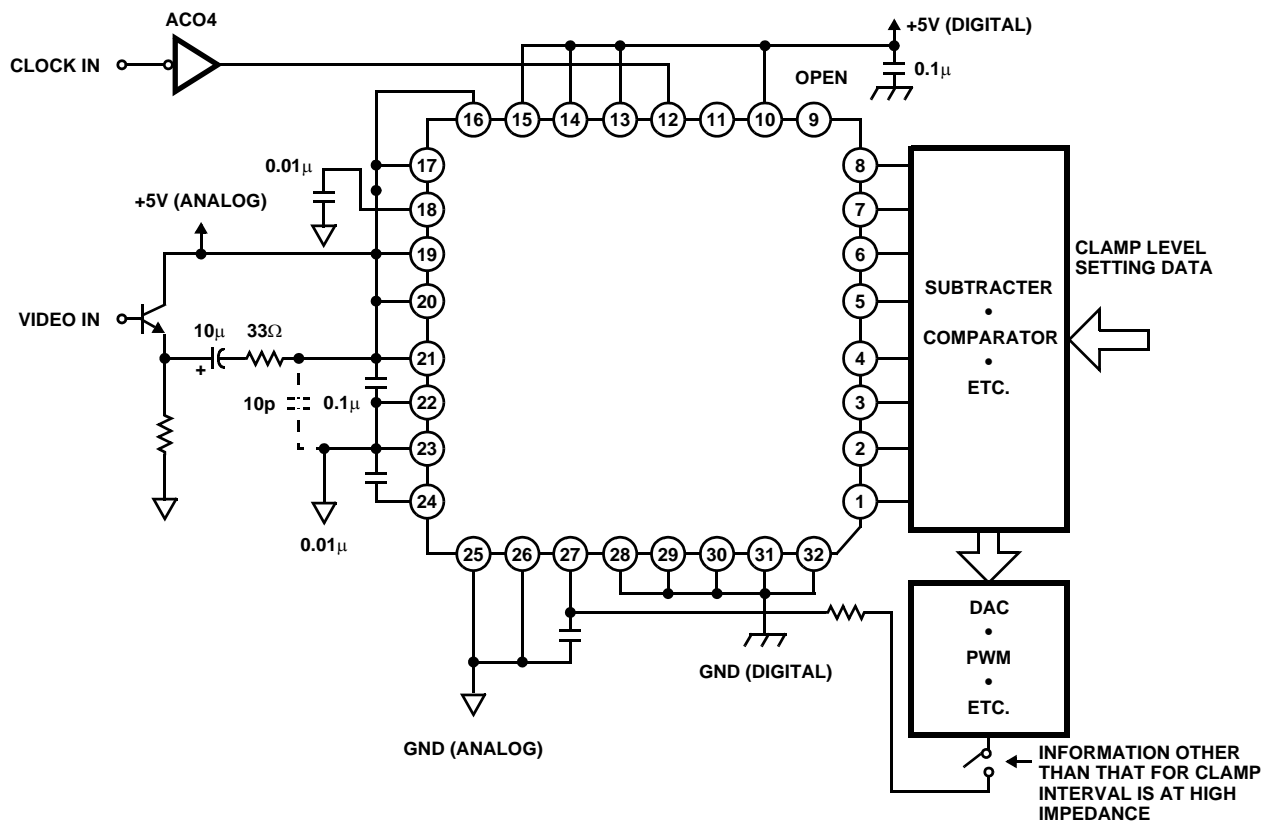 ACO4
CLOCK IN
+5V (DIGITAL)
0.1μ
OPEN
16
15
14
13
12
11
10
9
17
18
19
20
21
22
23
24
8
7
6
5
4
3
2
1
0.01μ
+5V (ANALOG)
VIDEO IN
10μ
33Ω
+
10p
0.1μ
0.01μ
SUBTRACTER
•
COMPARATOR
•
ETC.
CLAMP LEVEL
SETTING DATA
25
26
27
28
29
30
31
32
GND (ANALOG)
GND (DIGITAL)
DAC
•
PWM
•
ETC.
INFORMATION OTHER
THAN THAT FOR CLAMP
INTERVAL IS AT HIGH
IMPEDANCE